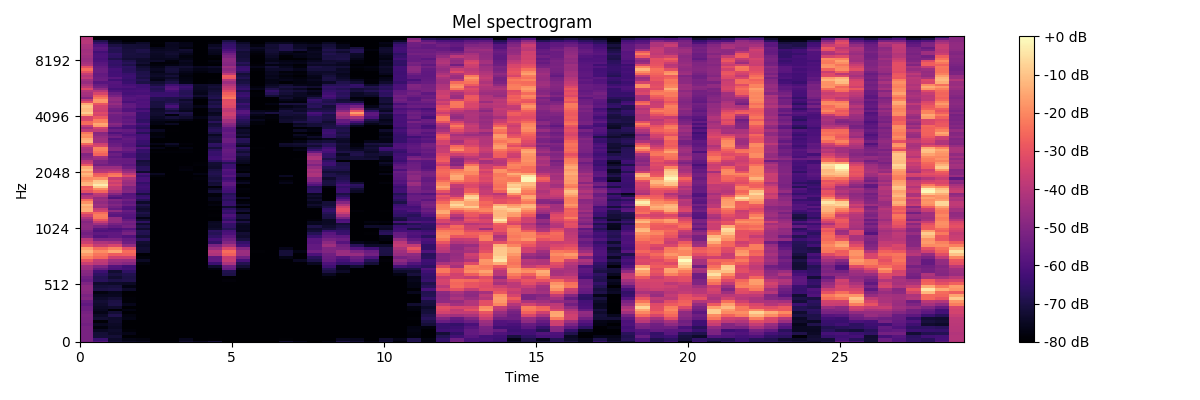 Mel spectrogram
Hz
8192
4096
2048
1024
512
0
0 5 10 15 20 25
Time
+0 dB
-10 dB
-20 dB
-30 dB
-40 dB
-50 dB
-60 dB
-70 dB
-80 dB